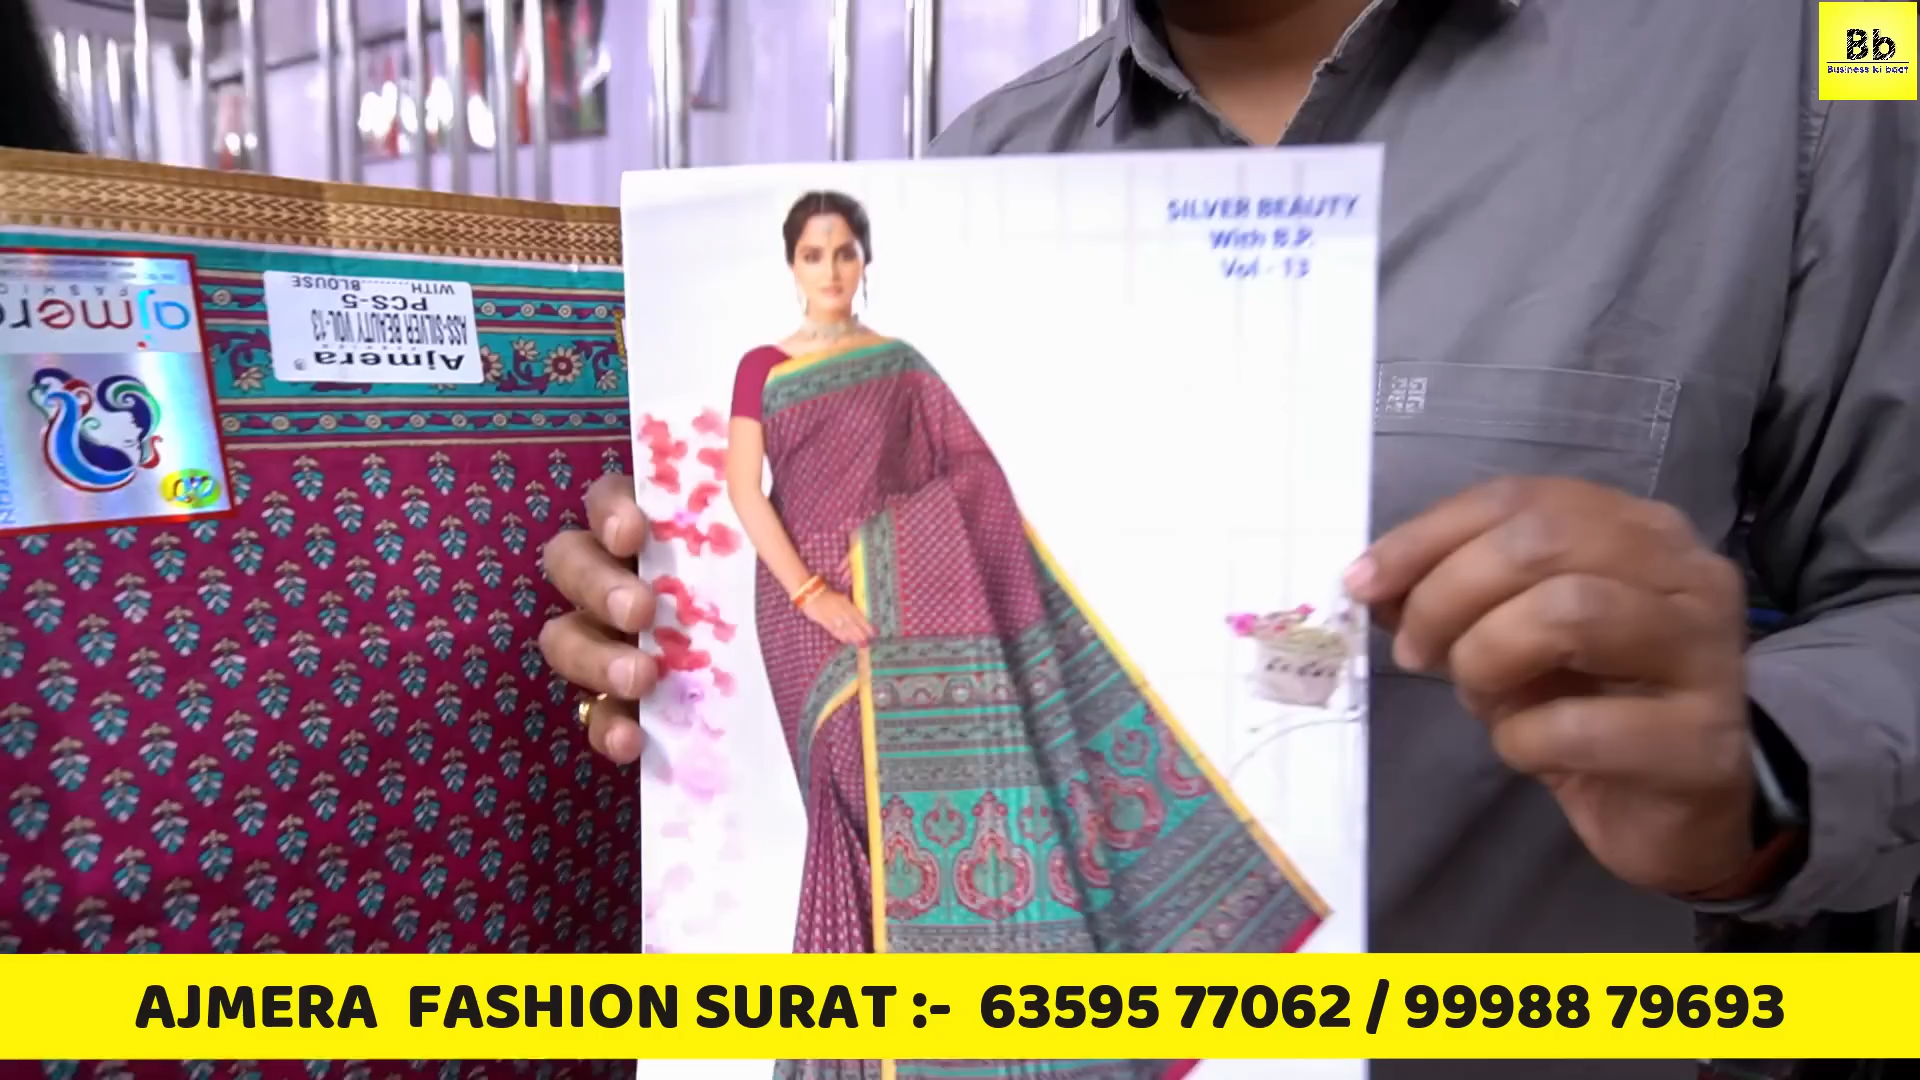 Bb
Business ki baat
SILVER BEAUTY
With B.P.
Vol - 13
ajmera
FASHION
Ajmera®
ASS-SILVER BEAUTY VOL-13
PCS-5
WITH........BLOUSE
AJMERA FASHION SURAT :- 63595 77062 / 99988 79693